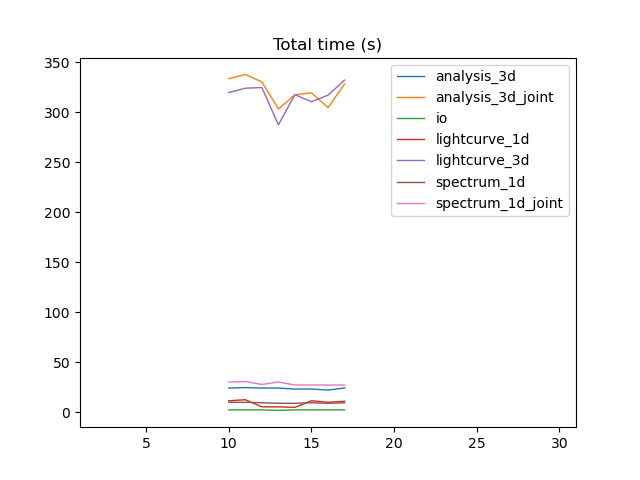 Total time (s)
350
300
250
200
150
100
50
0
5 10 15 20 25 30
analysis_3d
analysis_3d_joint
io
lightcurve_1d
lightcurve_3d
spectrum_1d
spectrum_1d_joint